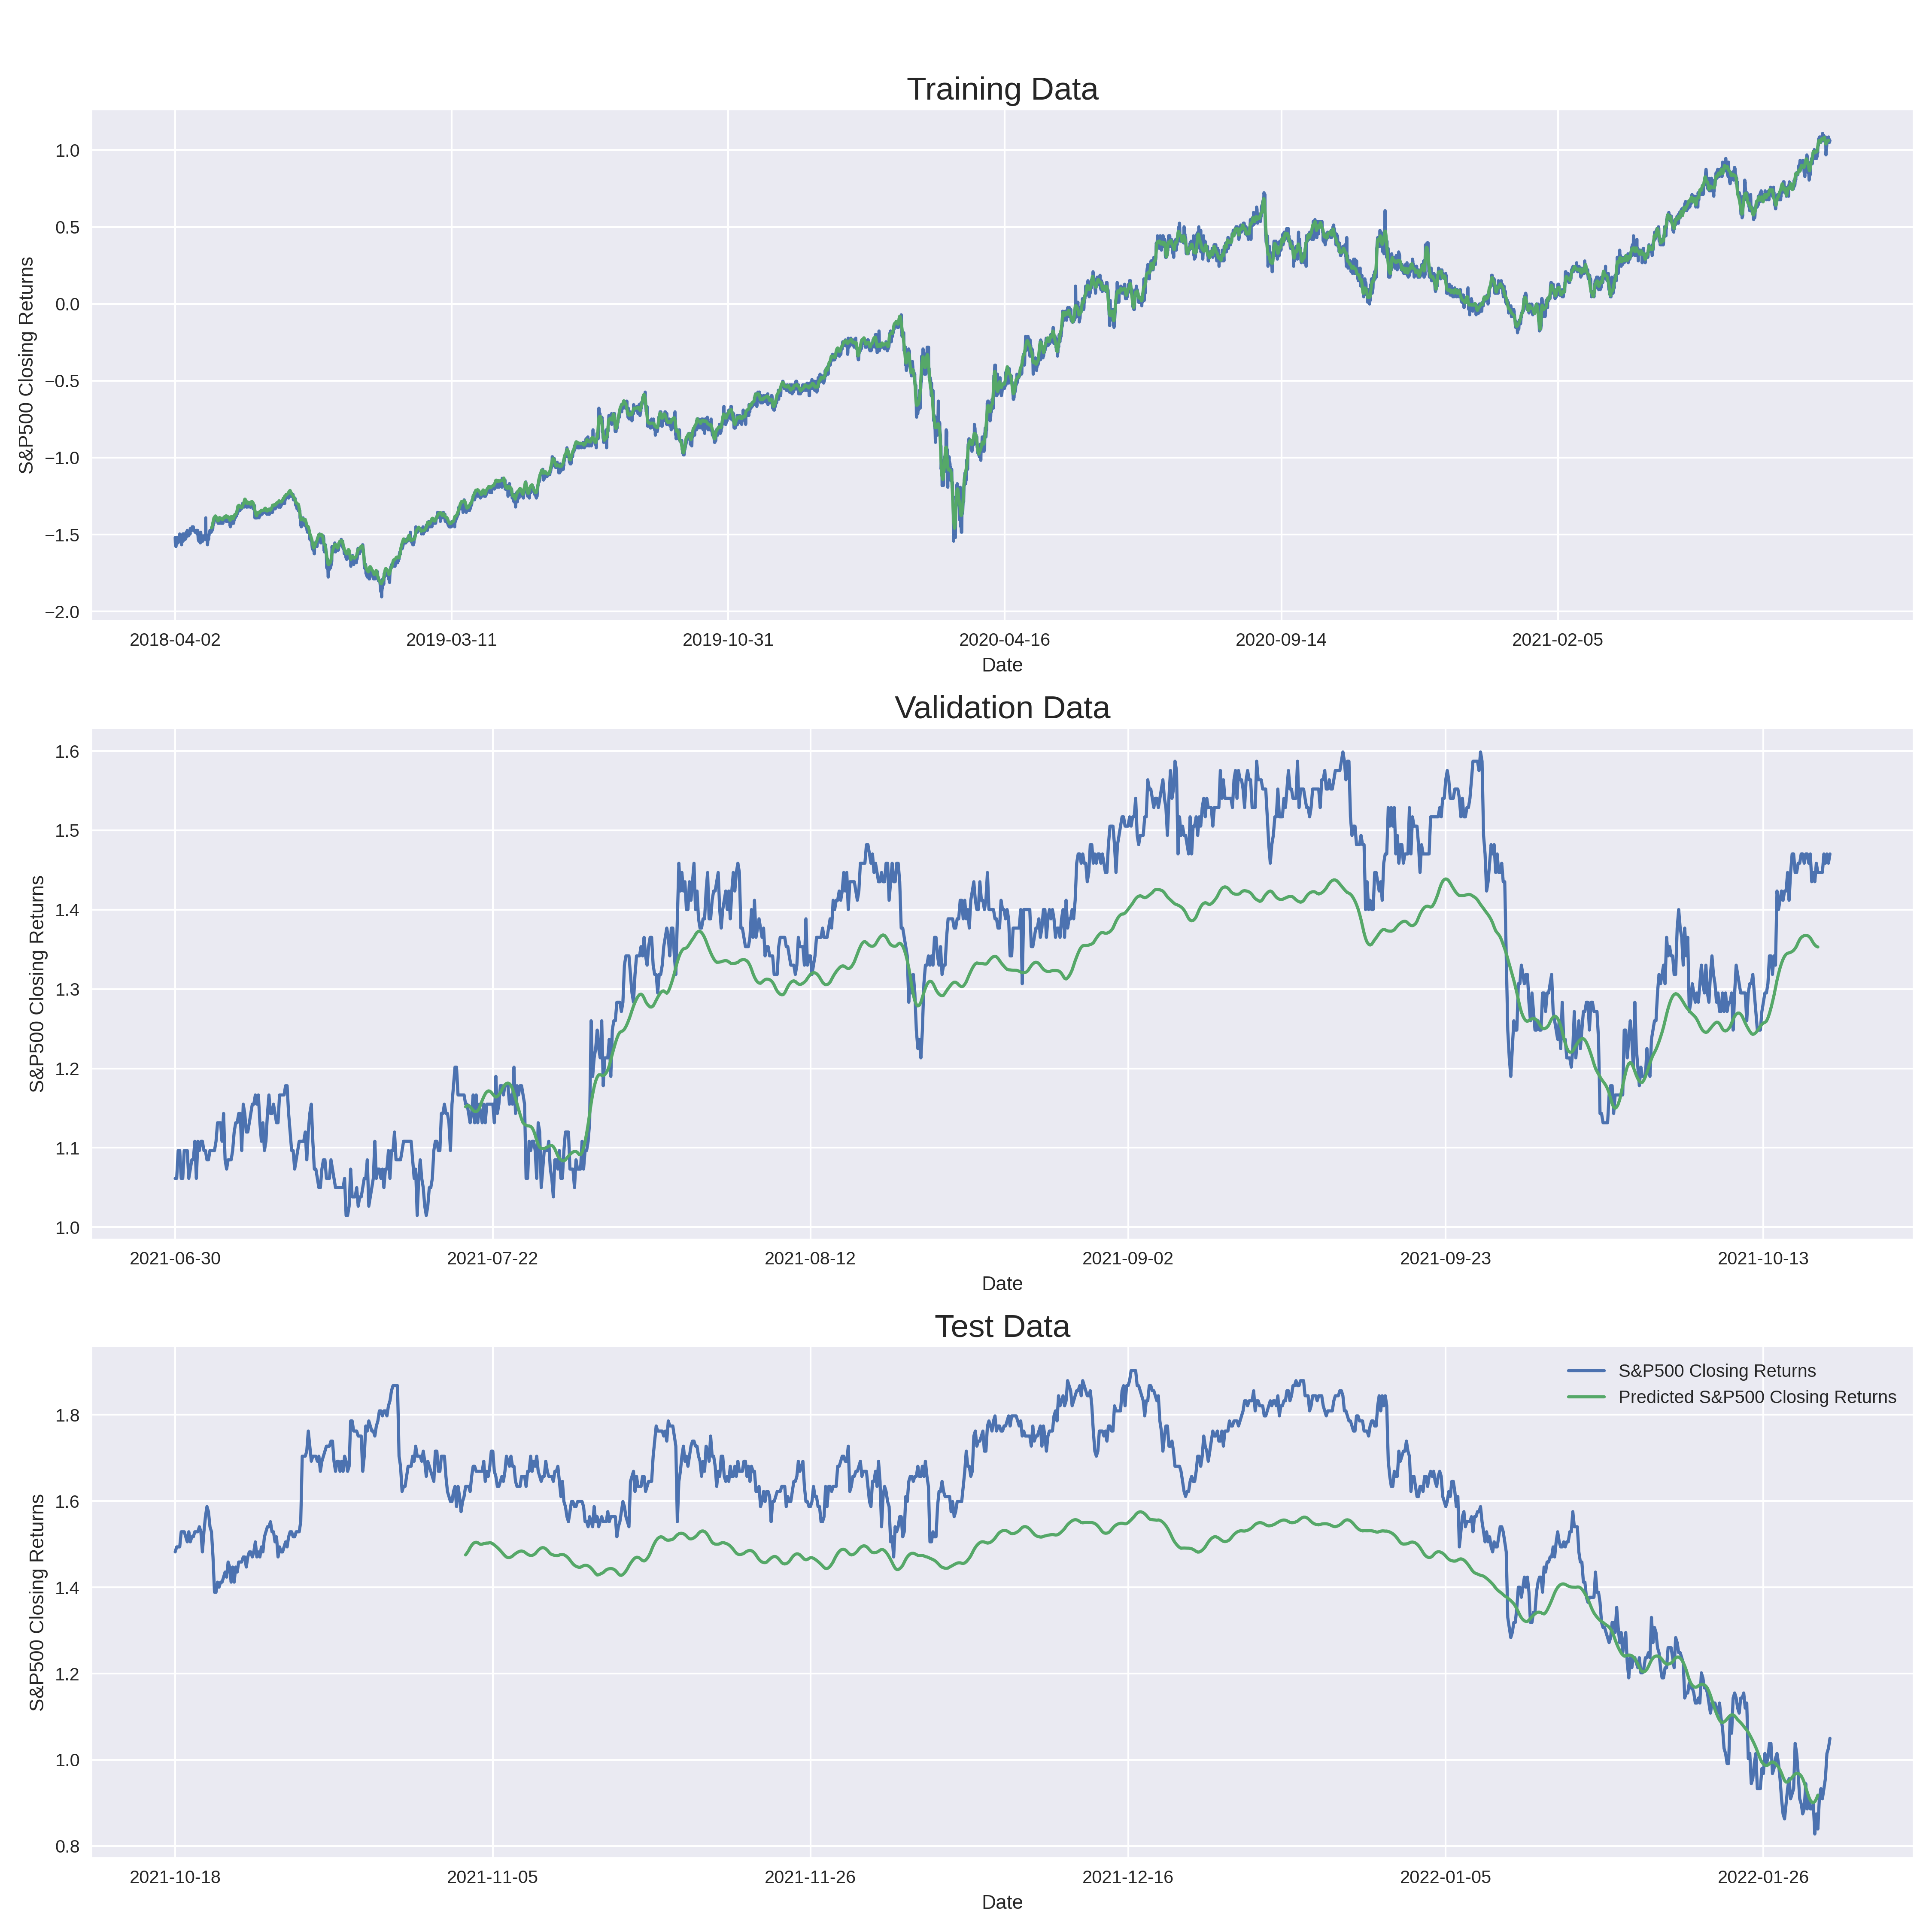 Training Data
1.0
0.5
0.0
−0.5
−1.0
−1.5
−2.0
S&P500 Closing Returns
2018-04-02 2019-03-11 2019-10-31 2020-04-16 2020-09-14 2021-02-05
Date
Validation Data
1.6
1.5
1.4
1.3
1.2
1.1
1.0
S&P500 Closing Returns
2021-06-30 2021-07-22 2021-08-12 2021-09-02 2021-09-23 2021-10-13
Date
Test Data
S&P500 Closing Returns
Predicted S&P500 Closing Returns
1.8
1.6
1.4
1.2
1.0
0.8
S&P500 Closing Returns
2021-10-18 2021-11-05 2021-11-26 2021-12-16 2022-01-05 2022-01-26
Date